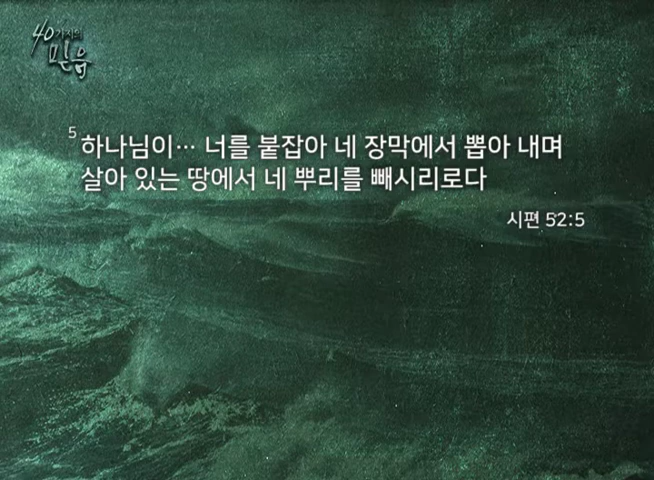 40가지의
믿음
5 하나님이… 너를 붙잡아 네 장막에서 뽑아 내며
살아 있는 땅에서 네 뿌리를 빼시리로다
시편 52:5